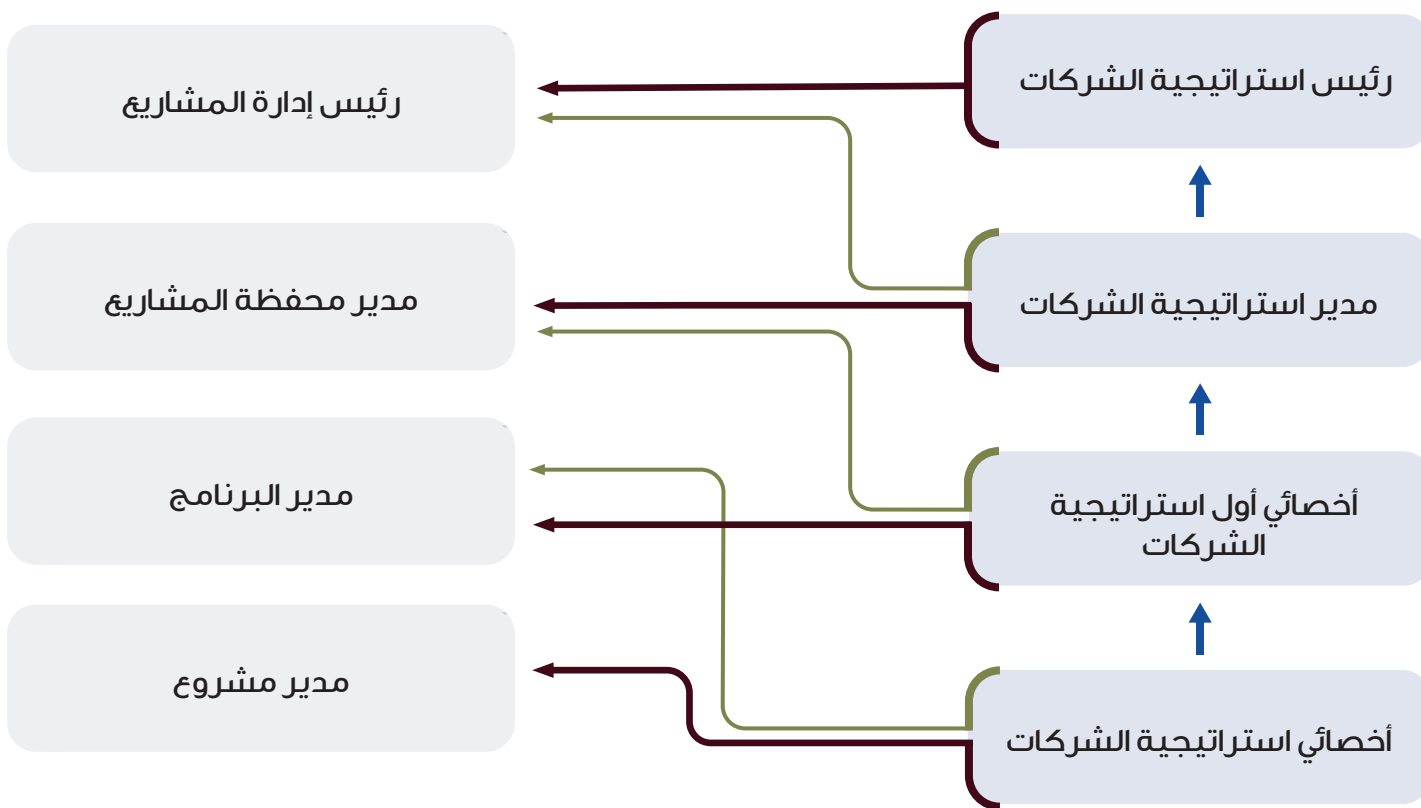 رئيس استراتيجية الشركات
رئيس إدارة المشاريع
مدير استراتيجية الشركات
مدير محفظة المشاريع
أخصائي أول استراتيجية
الشركات
مدير البرنامج
أخصائي استراتيجية الشركات
مدير مشروع